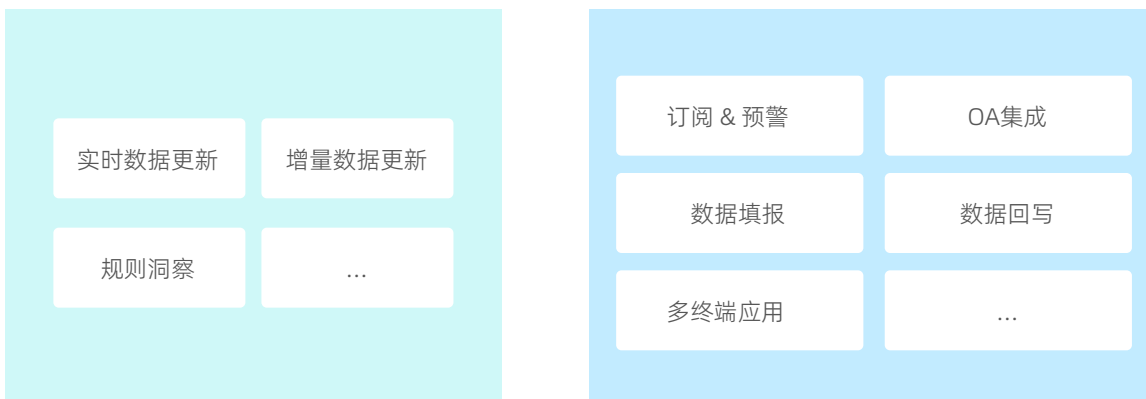 实时数据更新
增量数据更新
规则洞察
...
订阅 & 预警
OA集成
数据填报
数据回写
多终端应用
...